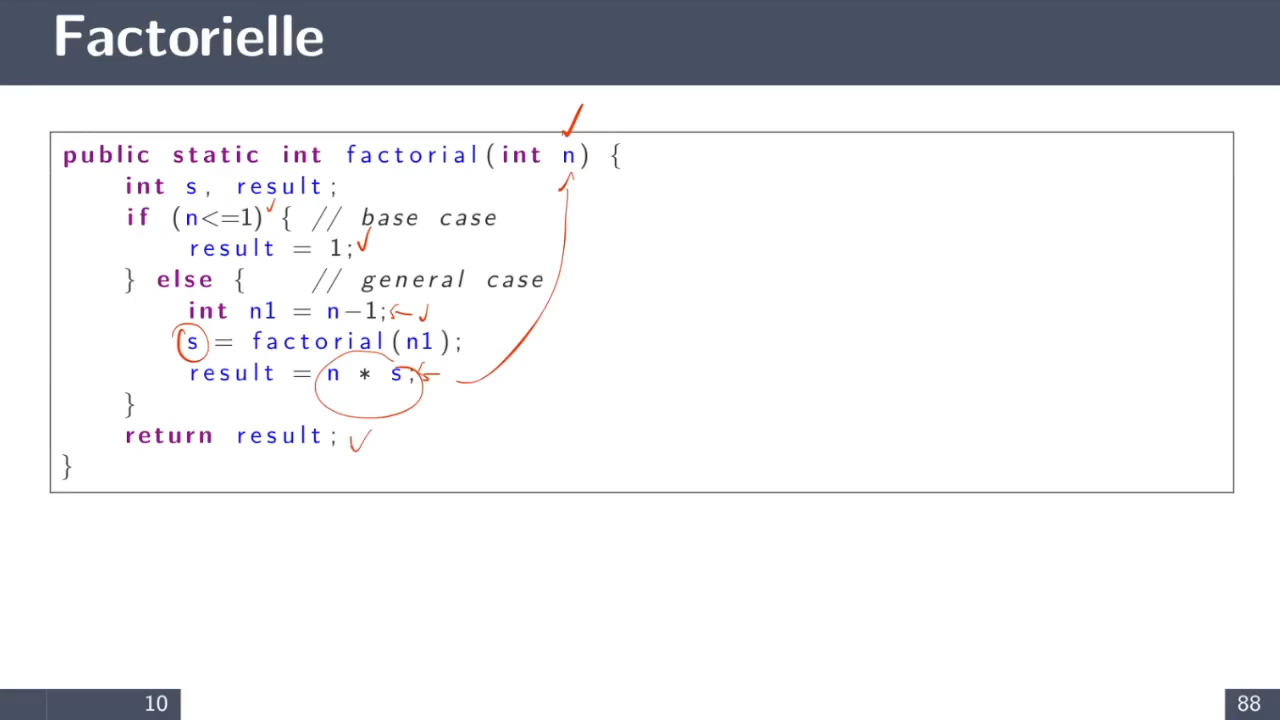 Factorielle
public static int factorial(int n) {
int s, result;
if (n<=1) { // base case
result = 1;
} else { // general case
int n1 = n−1;
s = factorial(n1);
result = n * s;
}
return result;
}
10
88